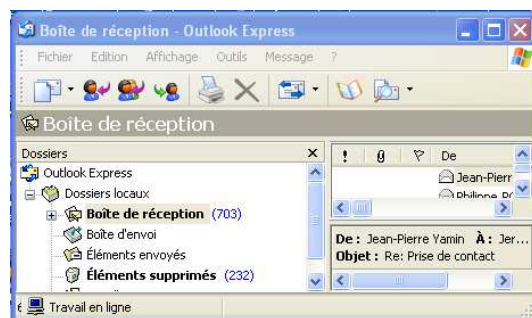 Boîte de réception - Outlook Express
Fichier Edition Affichage Outils Message ?
Boîte de réception
Dossiers
Outlook Express
Dossiers locaux
Boîte de réception (703)
Boîte d'envoi
Éléments envoyés
Éléments supprimés (232)
! De
Jean-Pierr
Philippe
De : Jean-Pierre Yamin À : Jer...
Objet : Re: Prise de contact
Travail en ligne